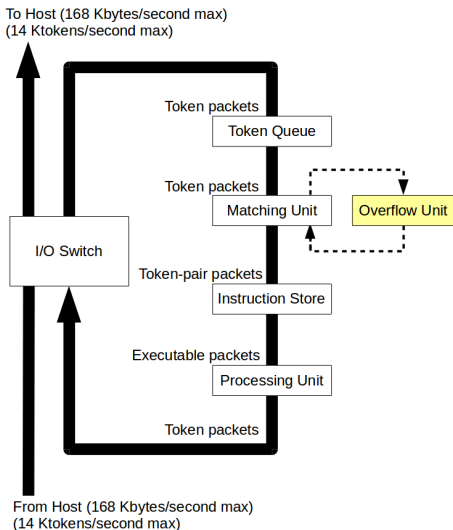 To Host (168 Kbytes/second max)
(14 Ktokens/second max)
Token packets
Token Queue
Token packets
Matching Unit
Overflow Unit
I/O Switch
Token-pair packets
Instruction Store
Executable packets
Processing Unit
Token packets
From Host (168 Kbytes/second max)
(14 Ktokens/second max)